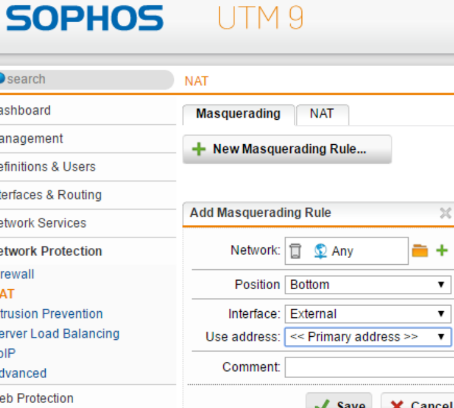 SOPHOS UTM 9
search
NAT
ashboard
anagement
efinitions & Users
terfaces & Routing
etwork Services
etwork Protection
rewall
AT
trusion Prevention
erver Load Balancing
oIP
dvanced
eb Protection
Masquerading NAT
New Masquerading Rule...
Add Masquerading Rule
Network: Any
Position Bottom
Interface: External
Use address: << Primary address >>
Comment:
Save Cancel